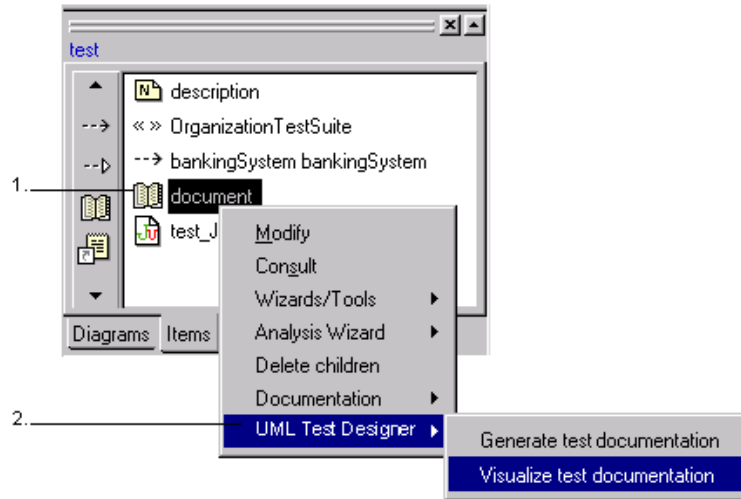 test
N description
« » OrganizationTestSuite
bankingSystem bankingSystem
1. document
test_J
Modify
Consult
Wizards/Tools
Analysis Wizard
Delete children
Documentation
2. UML Test Designer
Diagrams Items
Generate test documentation
Visualize test documentation